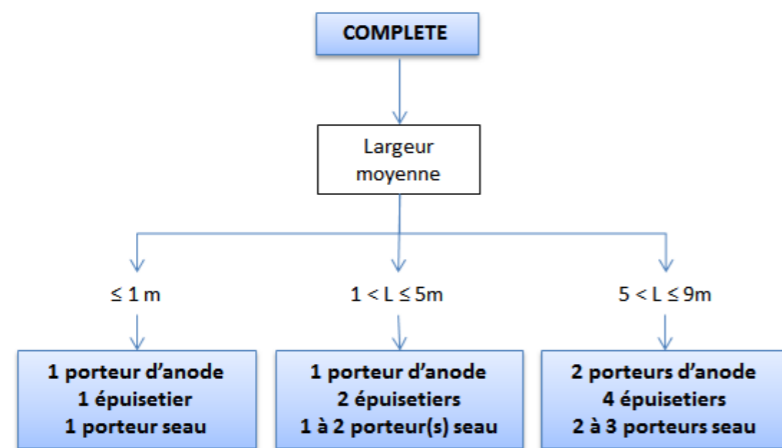 COMPLETE
Largeur
moyenne
≤ 1 m
1 < L ≤ 5m
5 < L ≤ 9m
1 porteur d’anode
1 épuisetier
1 porteur seau
1 porteur d’anode
2 épuisetiers
1 à 2 porteur(s) seau
2 porteurs d’anode
4 épuisetiers
2 à 3 porteurs seau